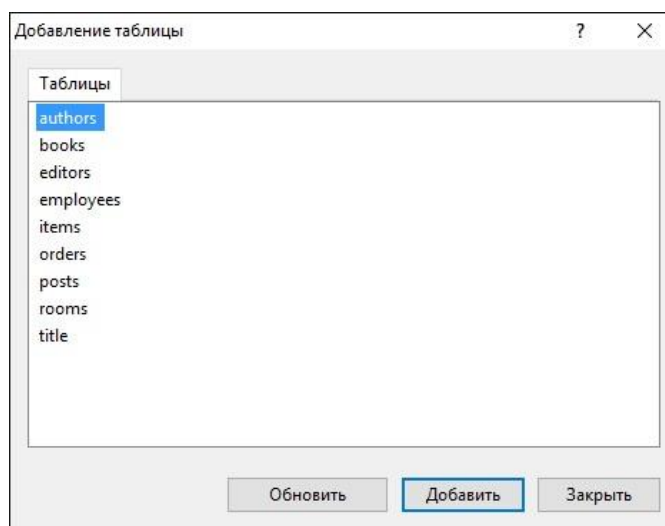 Добавление таблицы ?
Таблицы
authors
books
editors
employees
items
orders
posts
rooms
title
Обновить Добавить Закрыть